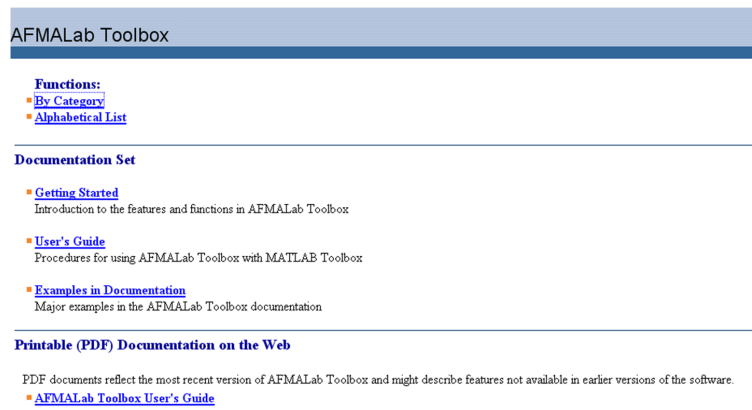 AFMALab Toolbox
Functions:
By Category
Alphabetical List
Documentation Set
Getting Started
Introduction to the features and functions in AFMALab Toolbox
User's Guide
Procedures for using AFMALab Toolbox with MATLAB Toolbox
Examples in Documentation
Major examples in the AFMALab Toolbox documentation
Printable (PDF) Documentation on the Web
PDF documents reflect the most recent version of AFMALab Toolbox and might describe features not available in earlier versions of the software.
AFMALab Toolbox User's Guide